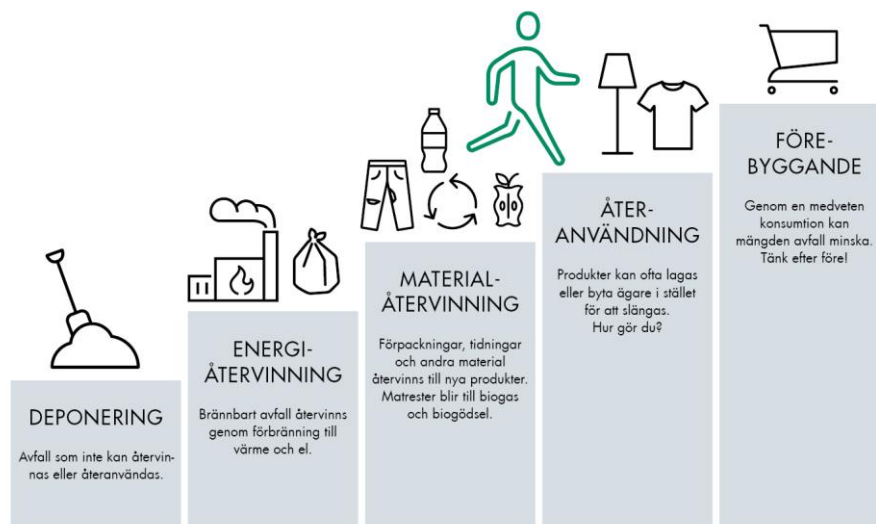 DEPONERING
Avfall som inte kan återvin-
nas eller återanvändas.
ENERGI-
ÅTERVINNING
Brännbart avfall återvinns
genom förbränning till
värme och el.
MATERIAL-
ÅTERVINNING
Förpackningar, tidningar
och andra material
återvinns till nya produkter.
Matrester blir till biogas
och biogödsel.
ÅTER-
ANVÄNDNING
Produkter kan ofta lagas
eller byta ägare i stället
för att slängas.
Hur gör du?
FÖRE-
BYGGANDE
Genom en medveten
konsumtion kan
mängden avfall minska.
Tänk efter före!